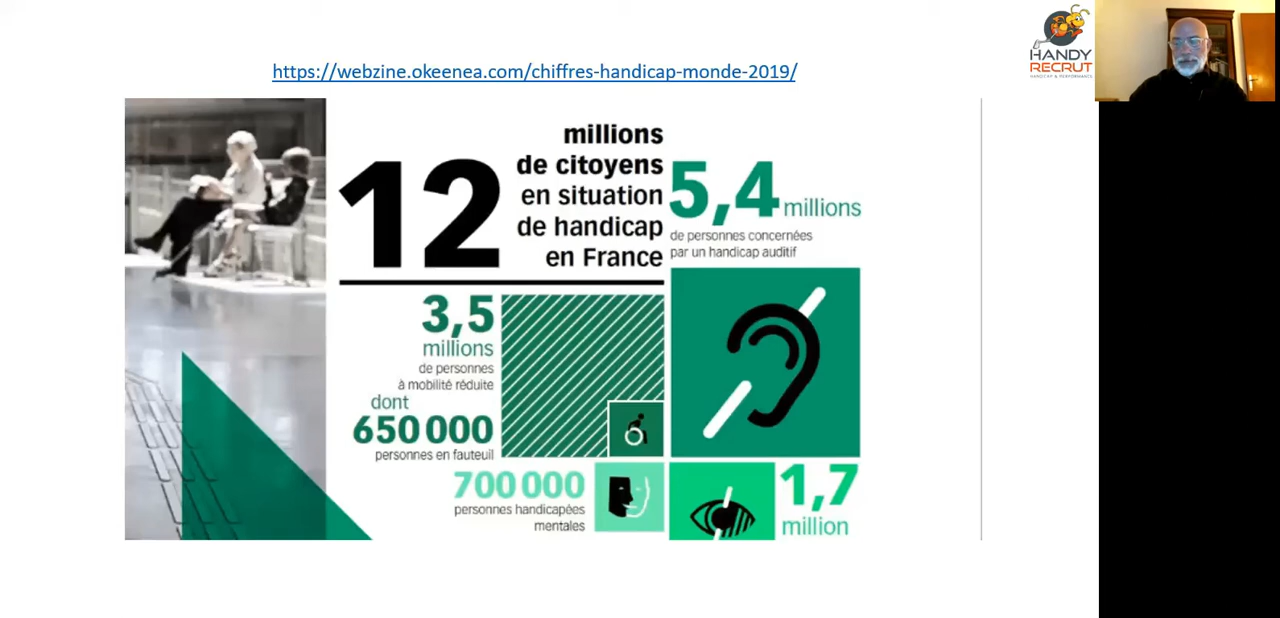 https://webzine.okeenea.com/chiffres-handicap-monde-2019/
HANDY
RECRUT
HANDICAP & PERFORMANCE
12
millions
de citoyens
en situation
de handicap
en France
5,4 millions
de personnes concernées
par un handicap auditif
3,5
millions
de personnes
à mobilité réduite
dont
650 000
personnes en fauteuil
700 000
personnes handicapées
mentales
1,7
million